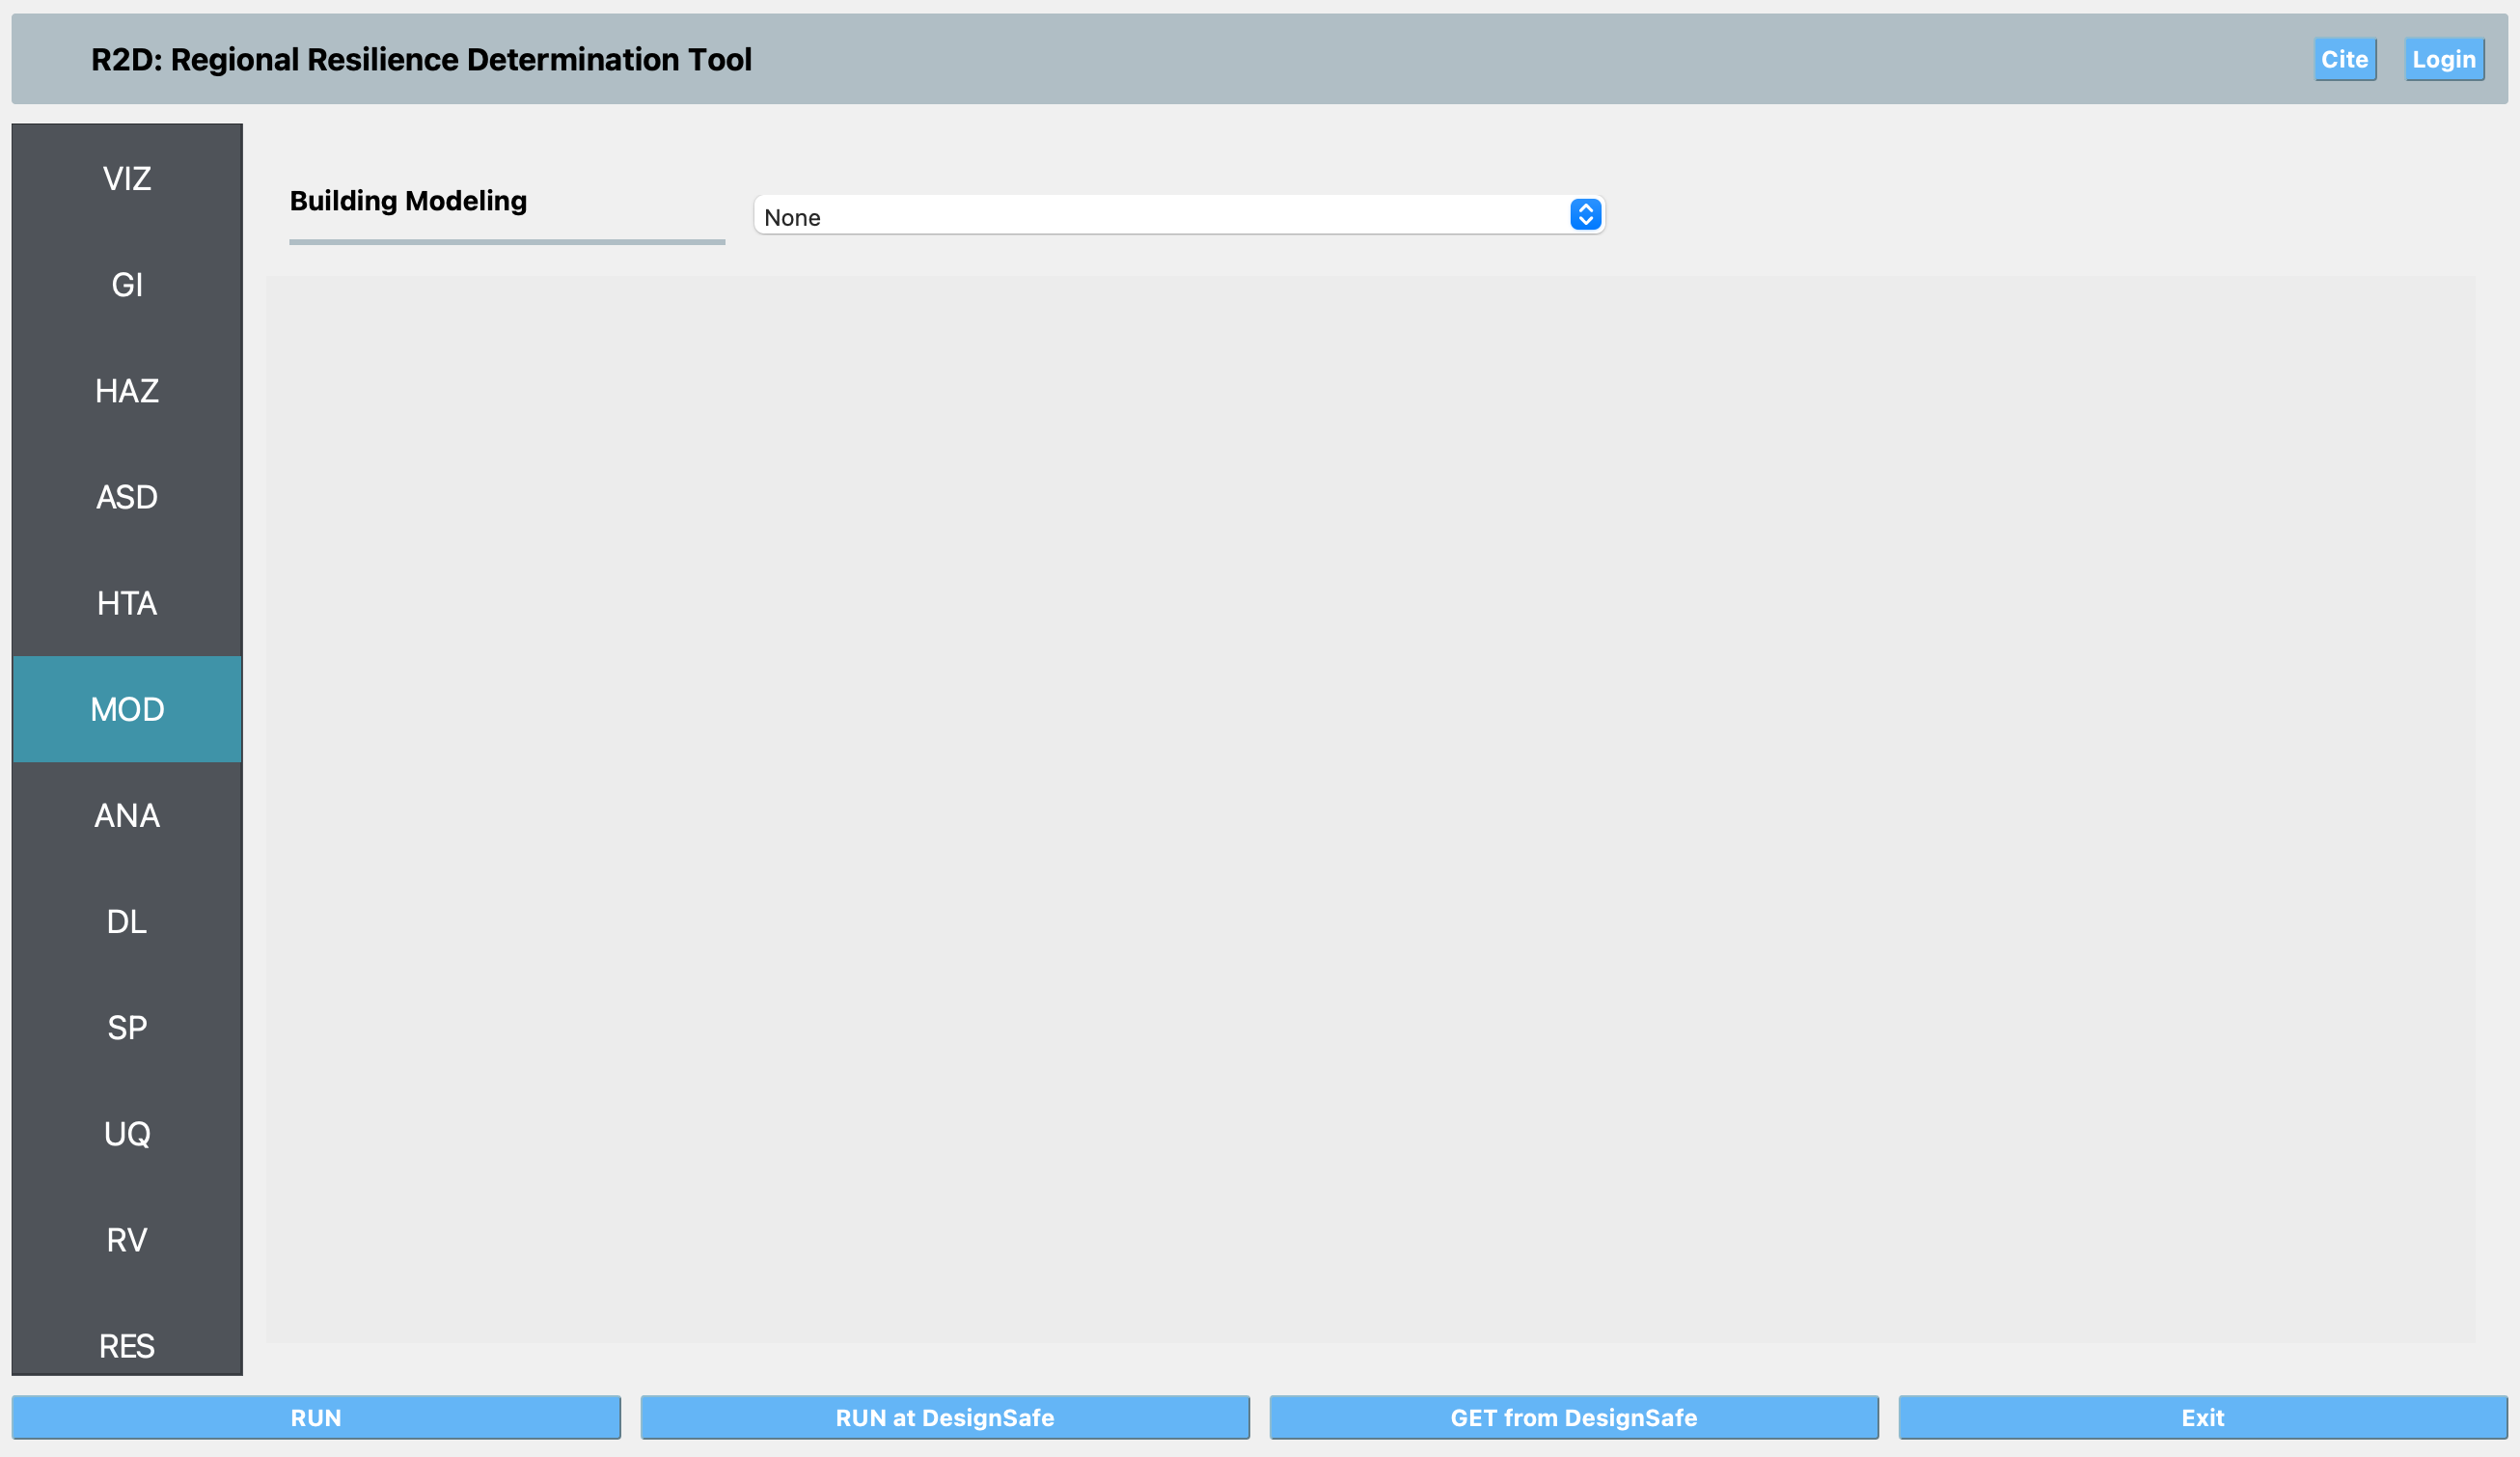 R2D: Regional Resilience Determination Tool
Cite
Login
VIZ
GI
HAZ
ASD
HTA
MOD
ANA
DL
SP
UQ
RV
RES
Building Modeling
None
RUN
RUN at DesignSafe
GET from DesignSafe
Exit